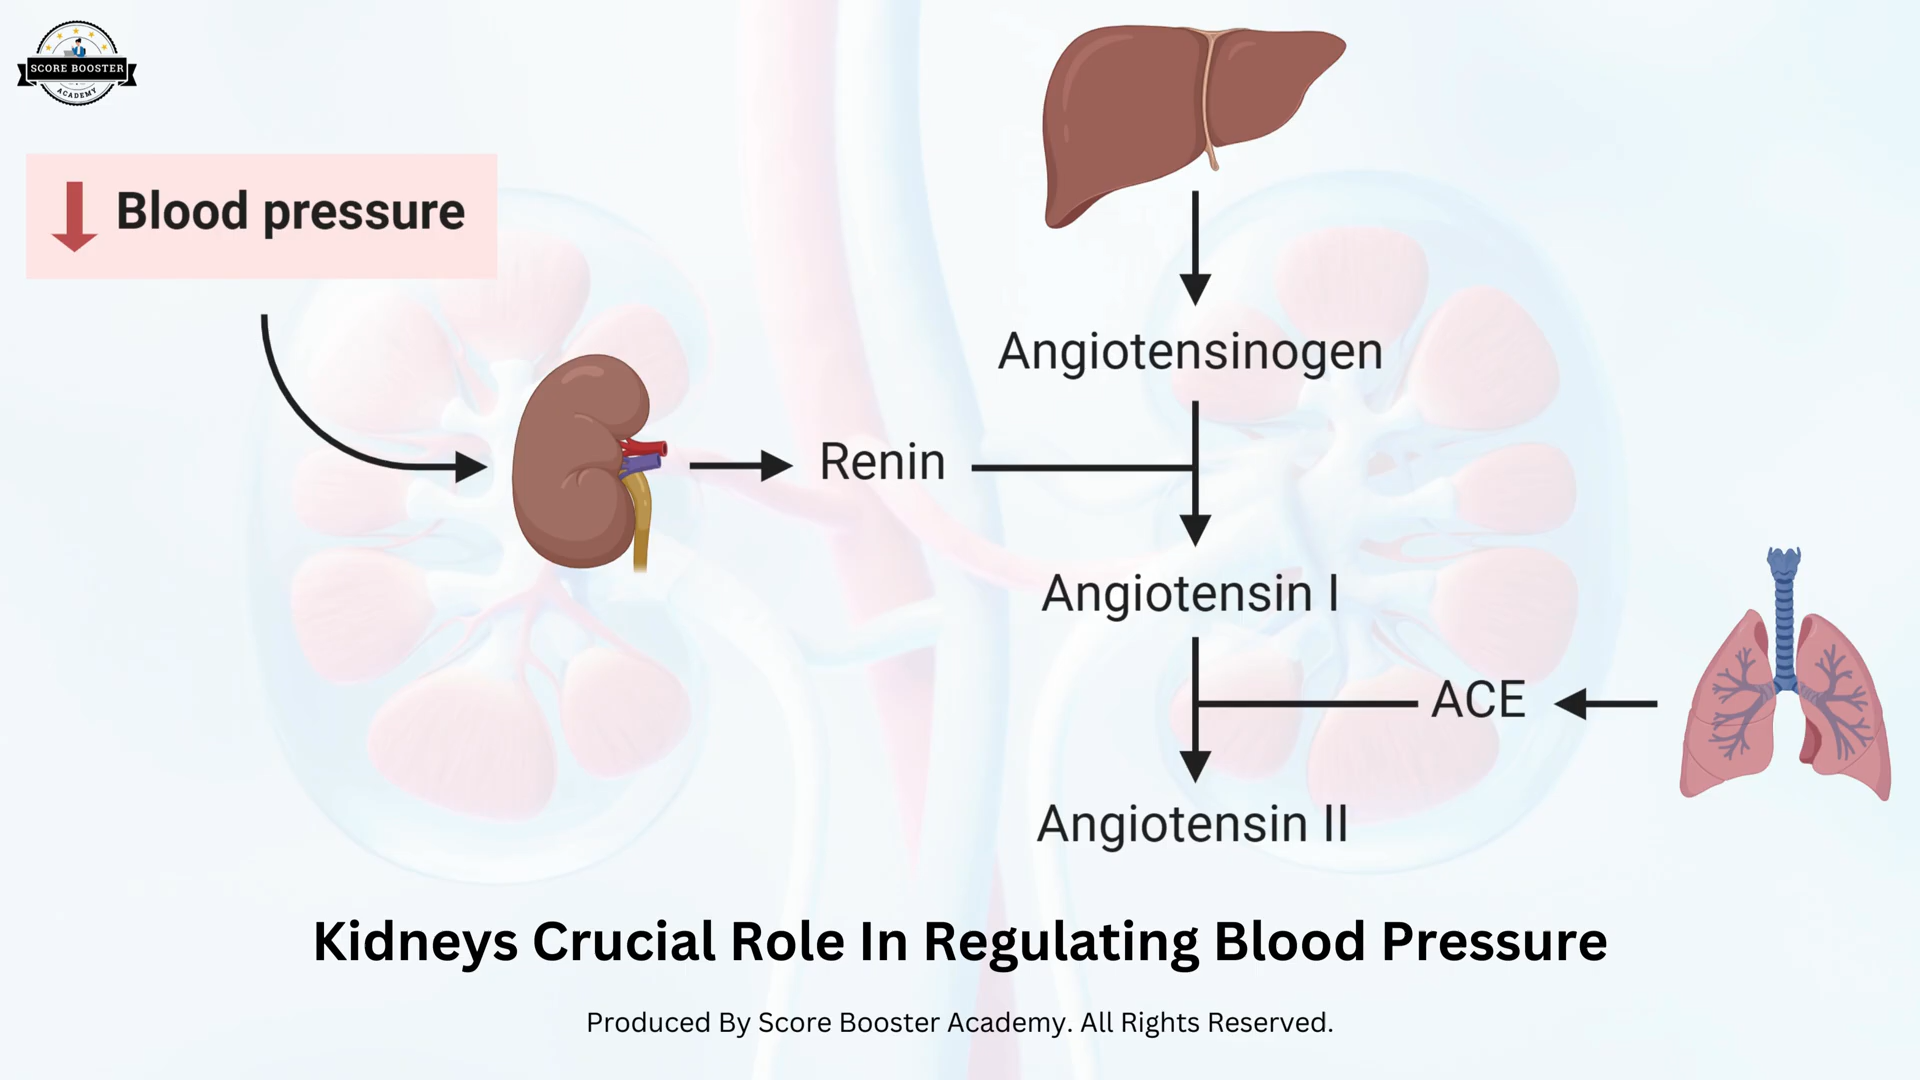 SCORE BOOSTER
ACADEMY
Blood pressure
Angiotensinogen
Renin
Angiotensin I
ACE
Angiotensin II
Kidneys Crucial Role In Regulating Blood Pressure
Produced By Score Booster Academy. All Rights Reserved.